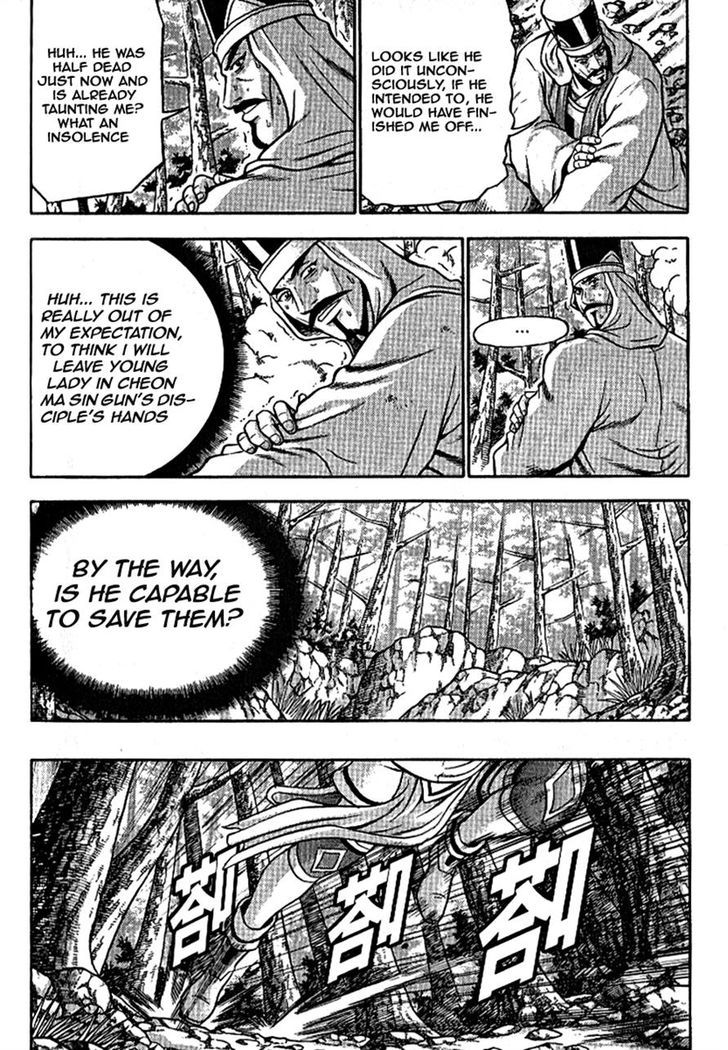 HUH... HE WAS
HALF DEAD
JUST NOW AND
IS ALREADY
TAUNTING ME?
WHAT AN
INSOLENCE
LOOKS LIKE HE
DID IT UNCON-
SCIOUSLY, IF HE
INTENDED TO, HE
WOULD HAVE FIN-
ISHED ME OFF...
HUH... THIS IS
REALLY OUT OF
MY EXPECTATION,
TO THINK I WILL
LEAVE YOUNG
LADY IN CHEON
MA SIN GUN'S DIS-
CIPLE'S HANDS
...
BY THE WAY,
IS HE CAPABLE
TO SAVE THEM?